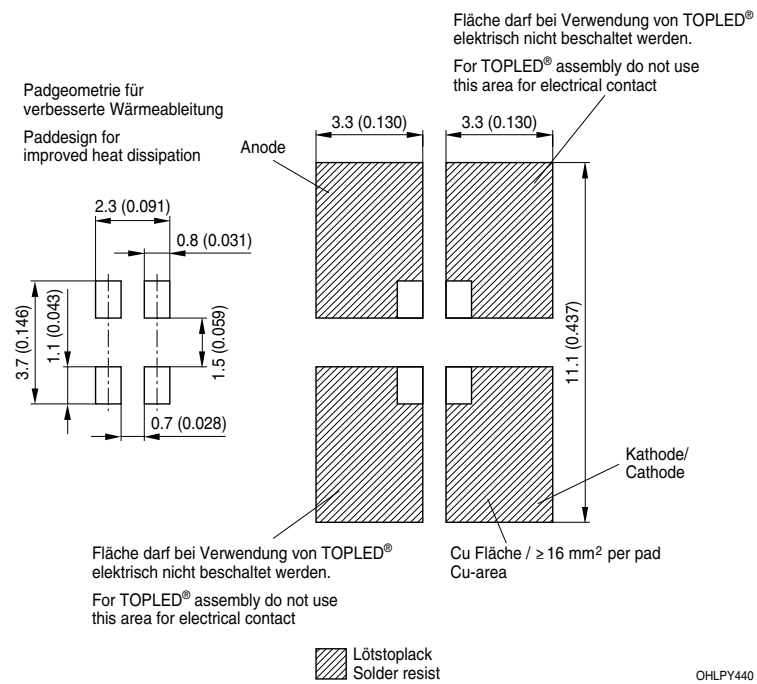 Fläche darf bei Verwendung von TOPLED®
elektrisch nicht beschaltet werden.
For TOPLED® assembly do not use
this area for electrical contact
Padgeometrie für
verbesserte Wärmeableitung
Paddesign for
improved heat dissipation
Anode
3.3 (0.130)
3.3 (0.130)
2.3 (0.091)
0.8 (0.031)
3.7 (0.146)
1.1 (0.043)
1.5 (0.059)
0.7 (0.028)
11.1 (0.437)
Kathode/
Cathode
Fläche darf bei Verwendung von TOPLED®
elektrisch nicht beschaltet werden.
For TOPLED® assembly do not use
this area for electrical contact
Cu Fläche / ≥ 16 mm² per pad
Cu-area
Lötstoplack
Solder resist
OHLPY440